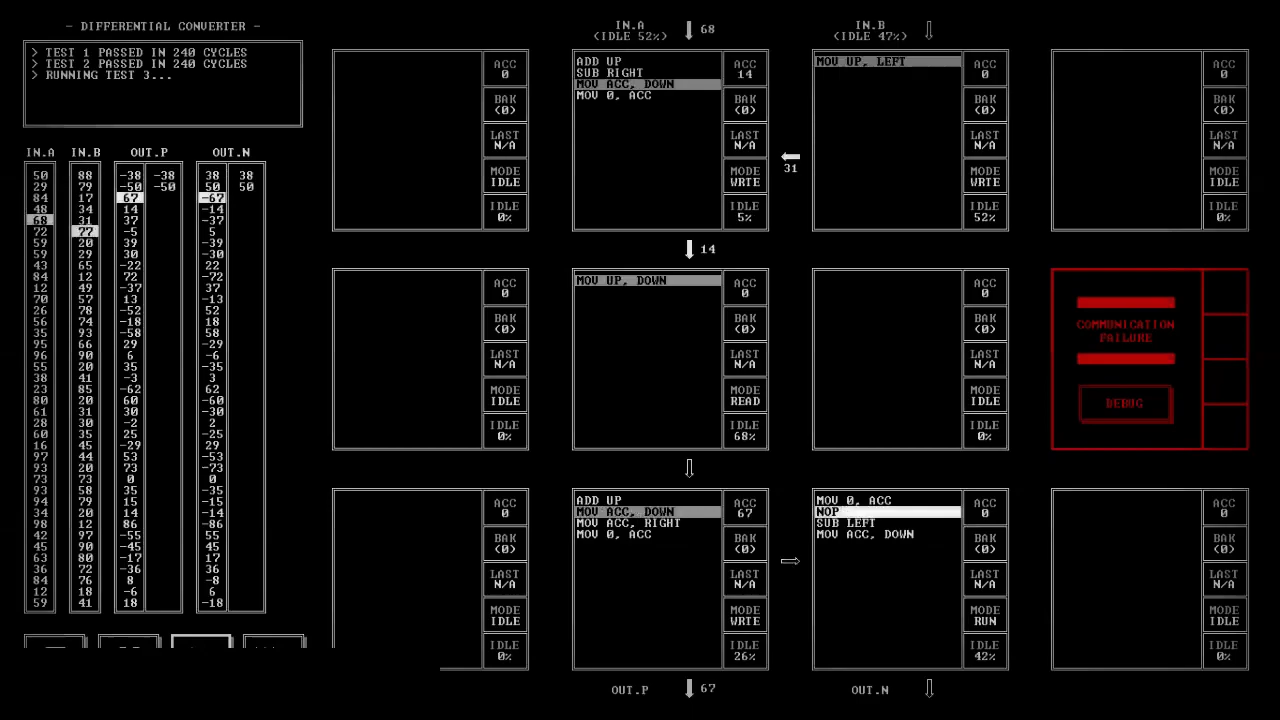 - DIFFERENTIAL CONVERTER -
> TEST 1 PASSED IN 240 CYCLES
> TEST 2 PASSED IN 240 CYCLES
> RUNNING TEST 3...
IN.A IN.B OUT.P OUT.N
50 88 -38 -38 38 38
29 79 -50 -50 50 50
84 17 67 -67
48 34 14 -14
68 31 37 -37
72 77 -5 5
59 20 39 -39
59 29 30 -30
43 65 -22 22
84 12 72 -72
12 49 -37 37
70 57 13 -13
26 78 -52 52
56 74 -18 18
35 93 -58 58
95 66 29 -29
96 90 6 -6
55 20 35 -35
38 41 -3 3
23 85 -62 62
80 20 60 -60
61 31 30 -30
28 30 -2 2
60 35 25 -25
16 45 -29 29
97 44 53 -53
93 20 73 -73
73 73 0 0
93 58 35 -35
94 79 15 -15
34 20 14 -14
98 12 86 -86
42 97 -55 55
45 90 -45 45
63 80 -17 17
36 72 -36 36
84 76 8 -8
12 18 -6 6
59 41 18 -18
IN.A
(IDLE 52%)
68
IN.B
(IDLE 47%)
ACC
0
BAK
(0)
LAST
N/A
MODE
IDLE
IDLE
0%
ADD UP
SUB RIGHT
MOV ACC, DOWN
MOV 0, ACC
ACC
14
BAK
(0)
LAST
N/A
MODE
WRTE
IDLE
5%
31
MOV UP, LEFT
ACC
0
BAK
(0)
LAST
N/A
MODE
WRTE
IDLE
52%
ACC
0
BAK
(0)
LAST
N/A
MODE
IDLE
IDLE
0%
14
ACC
0
BAK
(0)
LAST
N/A
MODE
IDLE
IDLE
0%
MOV UP, DOWN
ACC
0
BAK
(0)
LAST
N/A
MODE
READ
IDLE
68%
ACC
0
BAK
(0)
LAST
N/A
MODE
IDLE
IDLE
0%
COMMUNICATION
FAILURE
DEBUG
ACC
0
BAK
(0)
LAST
N/A
MODE
IDLE
IDLE
0%
ADD UP
MOV ACC, DOWN
MOV ACC, RIGHT
MOV 0, ACC
ACC
67
BAK
(0)
LAST
N/A
MODE
WRTE
IDLE
26%
MOV 0, ACC
NOP
SUB LEFT
MOV ACC, DOWN
ACC
0
BAK
(0)
LAST
N/A
MODE
RUN
IDLE
42%
ACC
0
BAK
(0)
LAST
N/A
MODE
IDLE
IDLE
0%
OUT.P
67
OUT.N